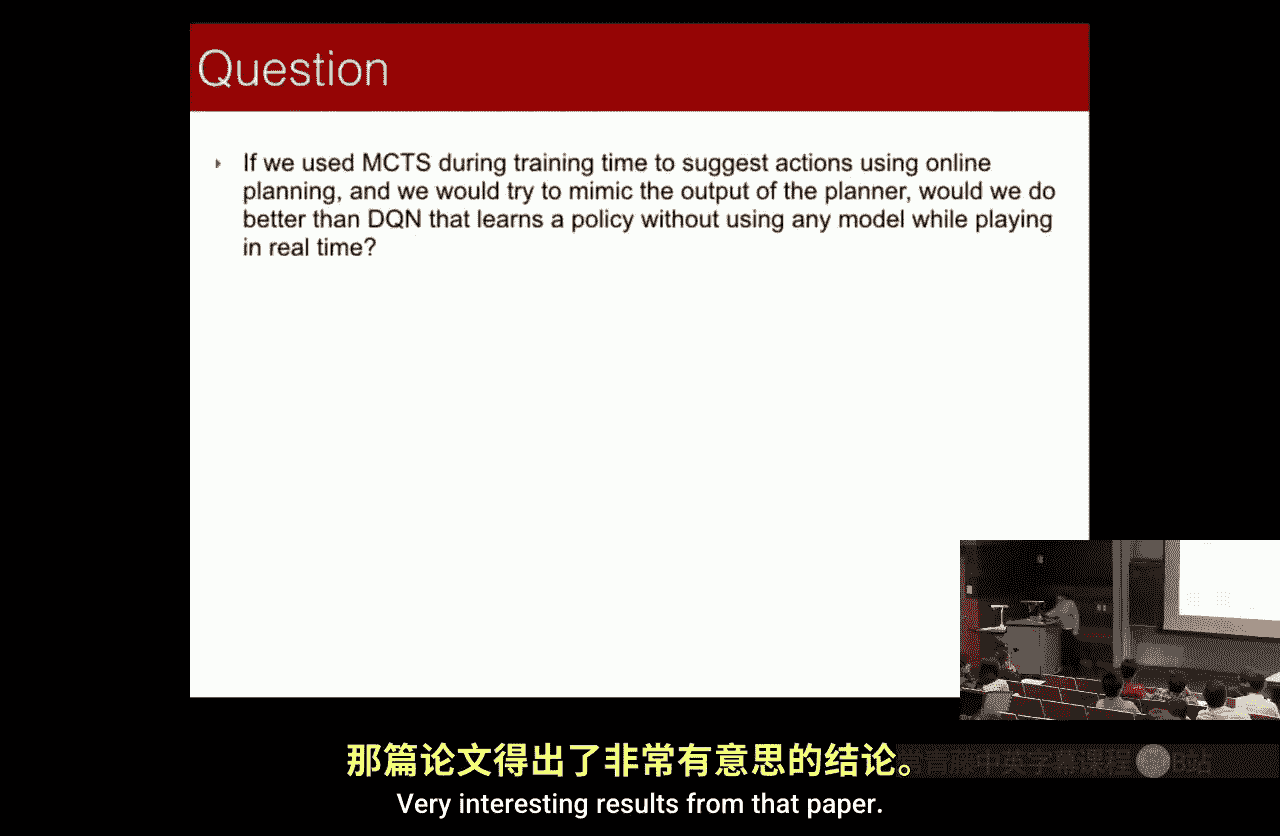 Question
If we used MCTS during training time to suggest actions using online
planning, and we would try to mimic the output of the planner, would we do
better than DQN that learns a policy without using any model while playing
in real time?
那篇论文得出了非常有意思的结论。
Very interesting results from that paper.